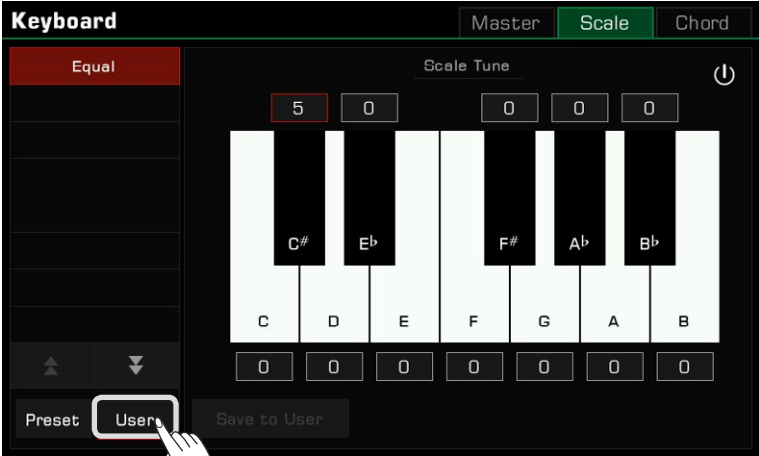 Keyboard Master Scale Chord
Equal
Scale Tune
5 0 0 0 0
C# E♭ F# A♭ B♭
C D E F G A B
0 0 0 0 0 0 0
Preset User Save to User